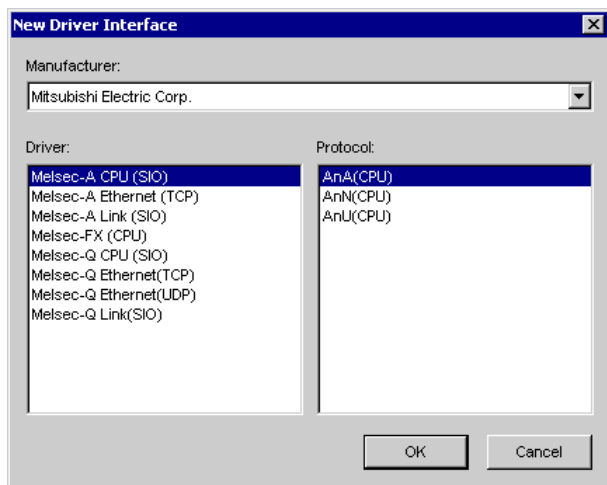 New Driver Interface
Manufacturer:
Mitsubishi Electric Corp.
Driver:
Protocol:
Melsec-A CPU (SIO)
Melsec-A Ethernet (TCP)
Melsec-A Link (SIO)
Melsec-FX (CPU)
Melsec-Q CPU (SIO)
Melsec-Q Ethernet(TCP)
Melsec-Q Ethernet(UDP)
Melsec-Q Link(SIO)
AnA(CPU)
AnN(CPU)
AnU(CPU)
OK
Cancel